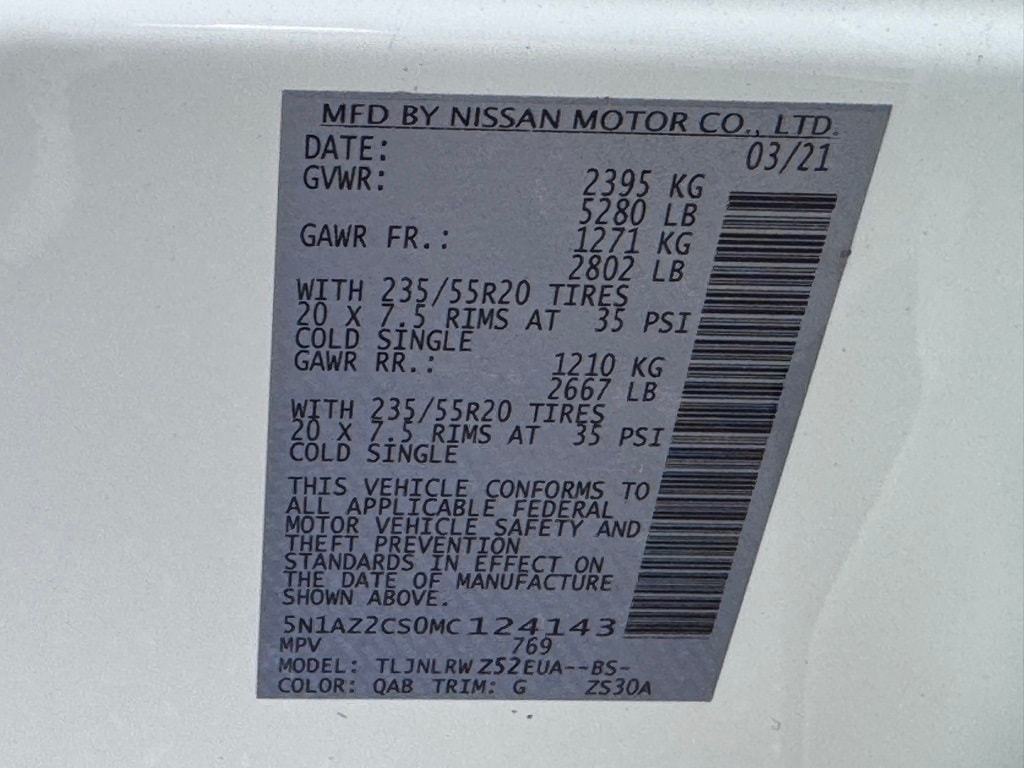 MFD BY NISSAN MOTOR CO., LTD.
DATE: 03/21
GVWR: 2395 KG
5280 LB
GAWR FR.: 1271 KG
2802 LB
WITH 235/55R20 TIRES
20 X 7.5 RIMS AT 35 PSI
COLD SINGLE
GAWR RR.: 1210 KG
2667 LB
WITH 235/55R20 TIRES
20 X 7.5 RIMS AT 35 PSI
COLD SINGLE
THIS VEHICLE CONFORMS TO
ALL APPLICABLE FEDERAL
MOTOR VEHICLE SAFETY AND
THEFT PREVENTION
STANDARDS IN EFFECT ON
THE DATE OF MANUFACTURE
SHOWN ABOVE.
5N1AZ2CS0MC124143
MPV 769
MODEL: TLJNLRW Z52EUA--BS-
COLOR: QAB TRIM: G ZS30A